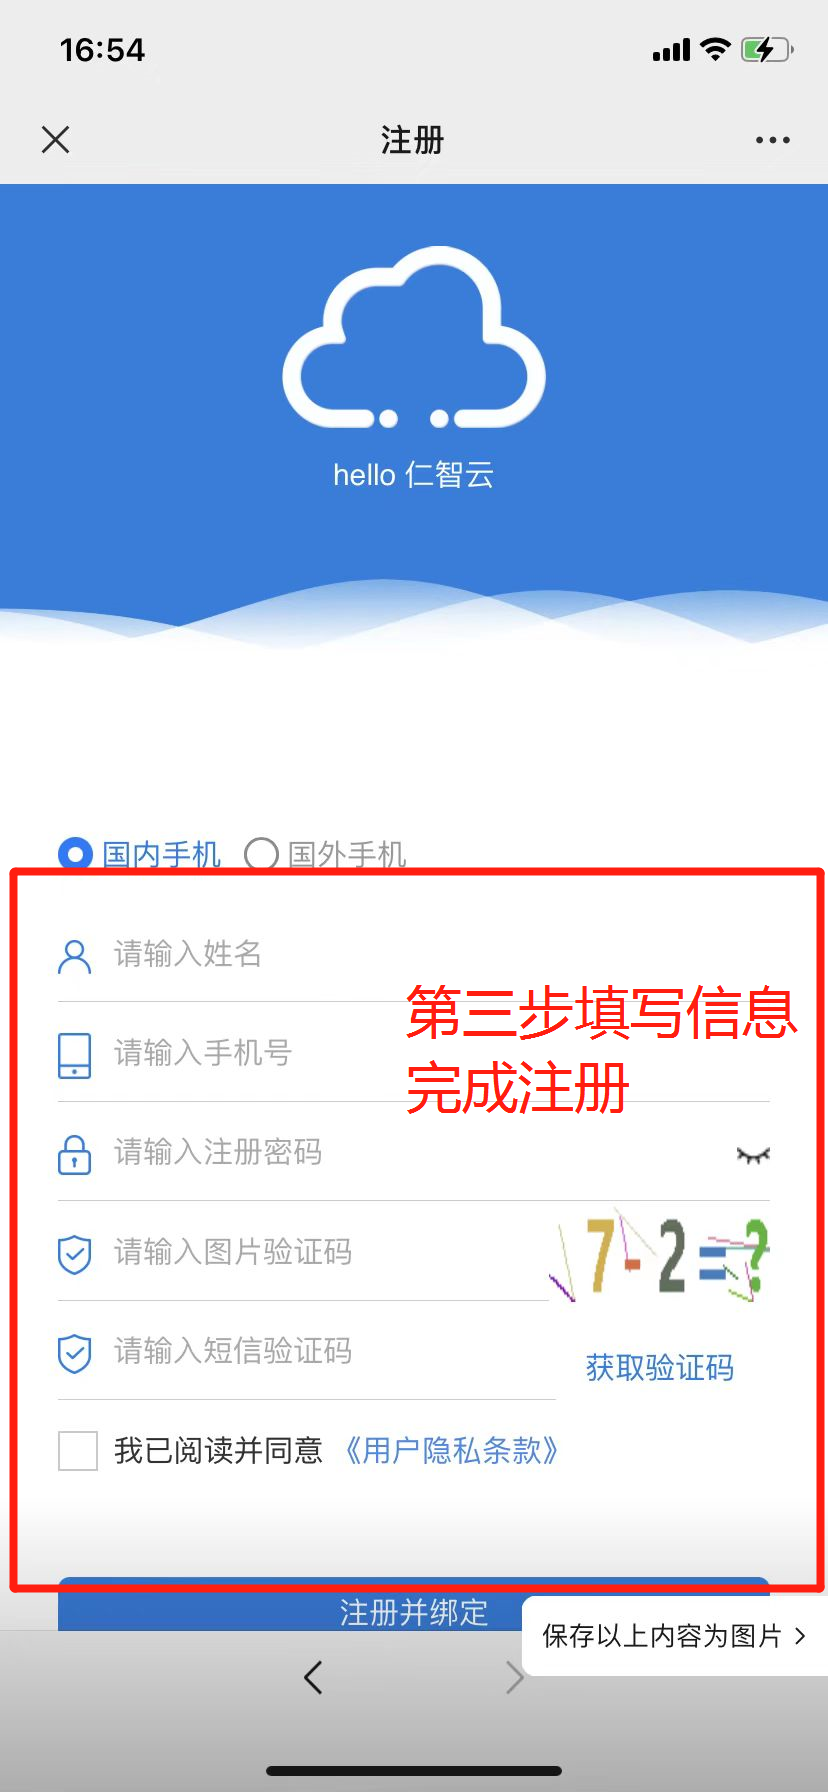 16:54
注册
hello 仁智云
国内手机 国外手机
请输入姓名
第三步填写信息
请输入手机号
完成注册
请输入注册密码
请输入图片验证码
7-2=?
请输入短信验证码
获取验证码
我已阅读并同意《用户隐私条款》
注册并绑定
保存以上内容为图片